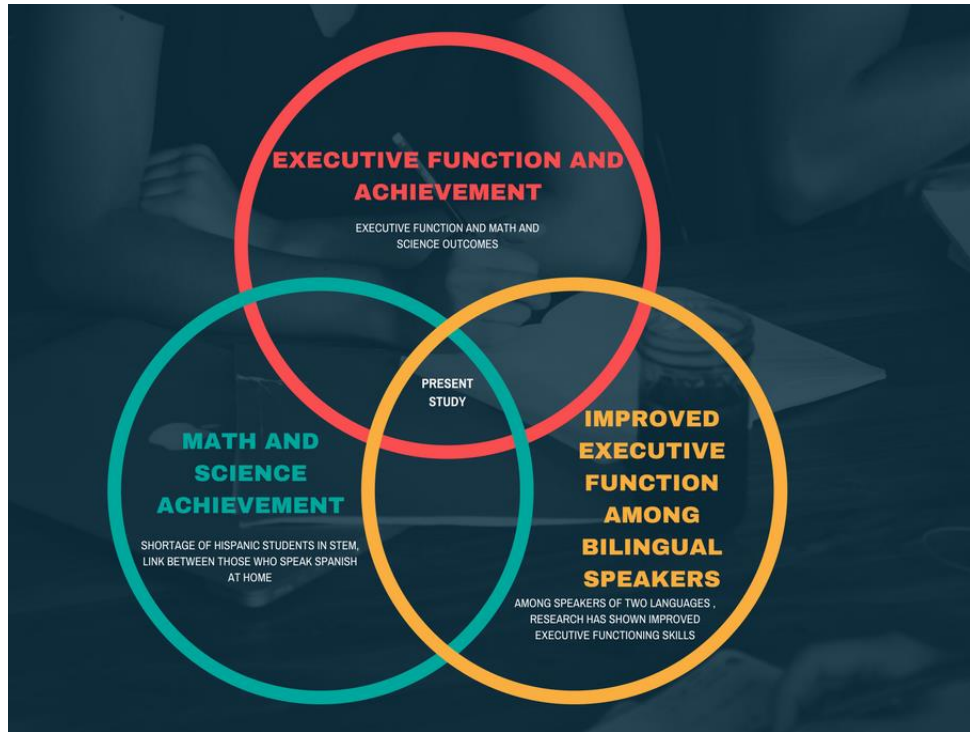 EXECUTIVE FUNCTION AND
ACHIEVEMENT
EXECUTIVE FUNCTION AND MATH AND
SCIENCE OUTCOMES
PRESENT
STUDY
MATH AND
SCIENCE
ACHIEVEMENT
SHORTAGE OF HISPANIC STUDENTS IN STEM,
LINK BETWEEN THOSE WHO SPEAK SPANISH
AT HOME
IMPROVED
EXECUTIVE
FUNCTION
AMONG
BILINGUAL
SPEAKERS
AMONG SPEAKERS OF TWO LANGUAGES ,
RESEARCH HAS SHOWN IMPROVED
EXECUTIVE FUNCTIONING SKILLS